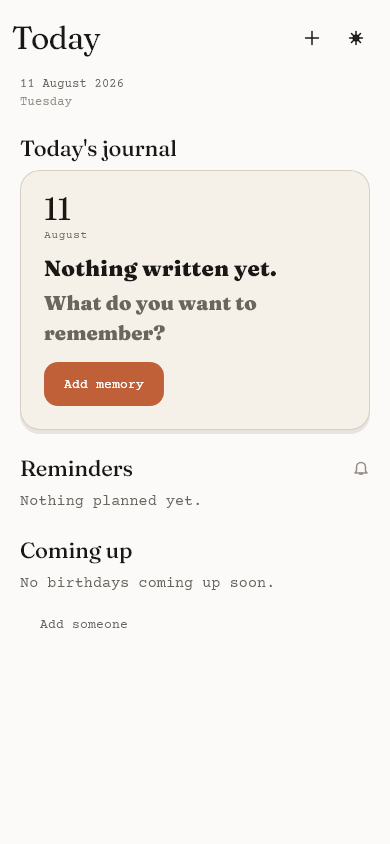 Today
11 August 2026
Tuesday
Today's journal
11
August
Nothing written yet.
What do you want to
remember?
Add memory
Reminders
Nothing planned yet.
Coming up
No birthdays coming up soon.
Add someone